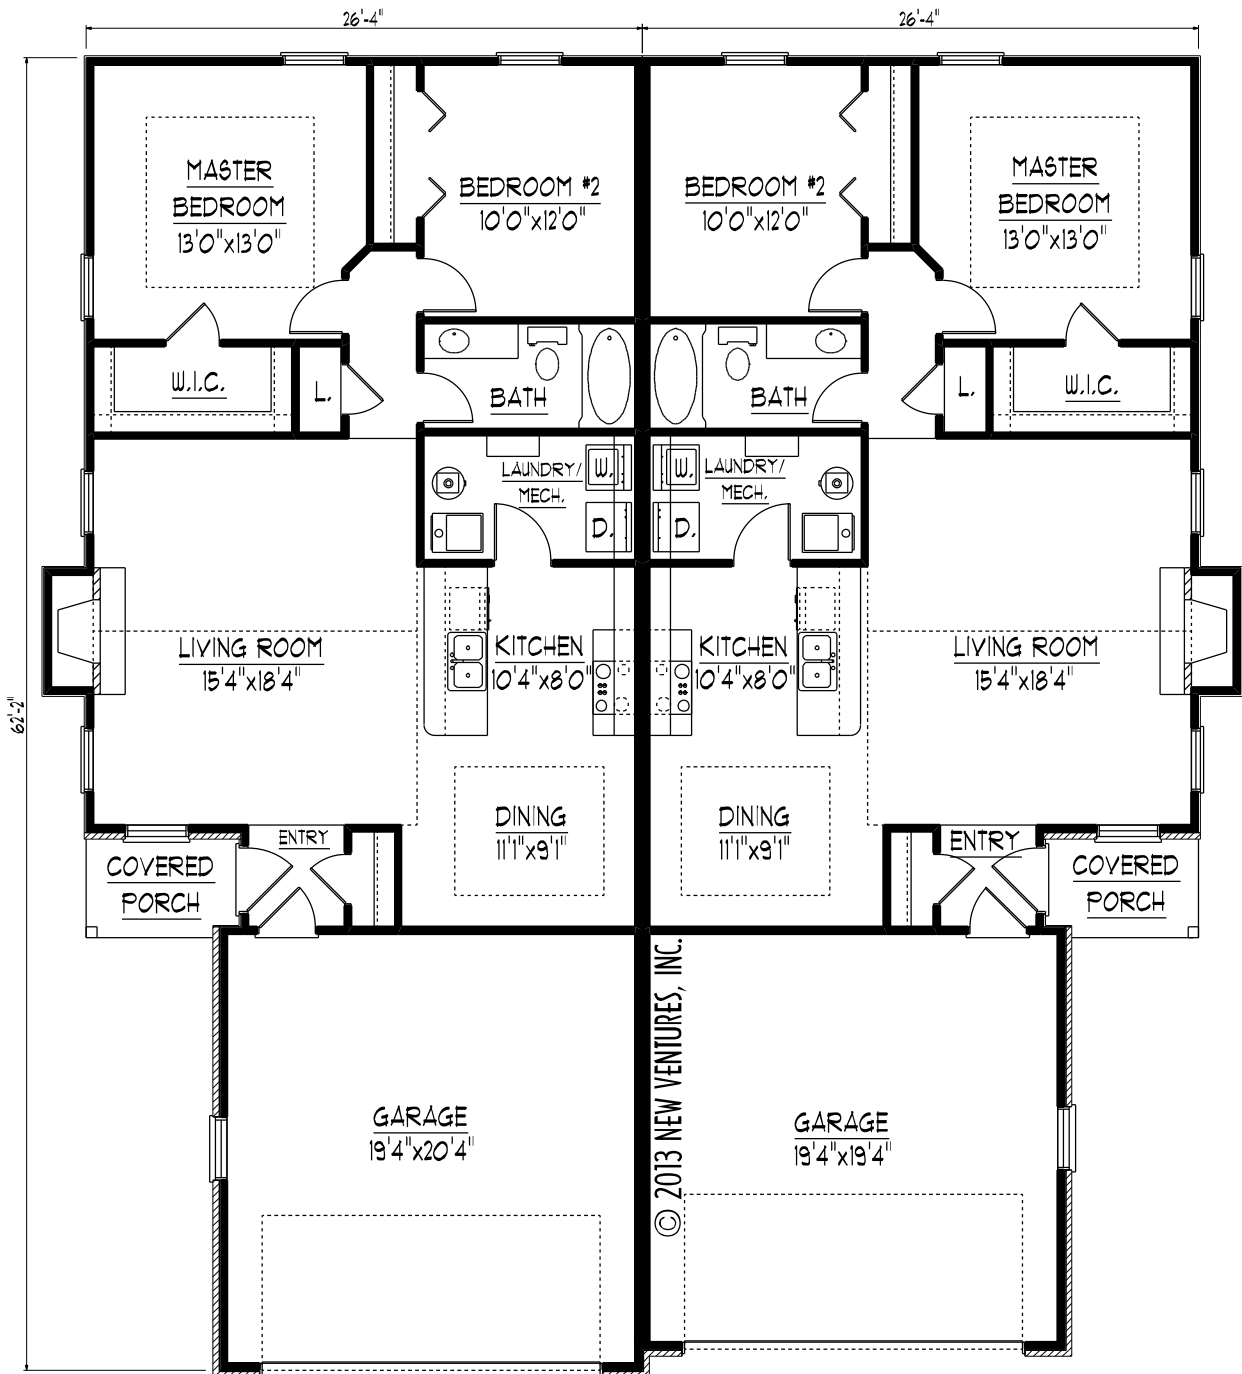 26'-4"
26'-4"
MASTER
BEDROOM
13'0"x13'0"
BEDROOM #2
10'0"x12'0"
BEDROOM #2
10'0"x12'0"
MASTER
BEDROOM
13'0"x13'0"
W.I.C.
L.
BATH
BATH
L.
W.I.C.
LAUNDRY/
MECH.
W.
D.
W.
D.
LAUNDRY/
MECH.
LIVING ROOM
15'4"x18'4"
KITCHEN
10'4"x8'0"
KITCHEN
10'4"x8'0"
LIVING ROOM
15'4"x18'4"
62'-2"
DINING
11'1"x9'1"
DINING
11'1"x9'1"
ENTRY
ENTRY
COVERED
PORCH
COVERED
PORCH
© 2013 NEW VENTURES, INC.
GARAGE
19'4"x20'4"
GARAGE
19'4"x19'4"